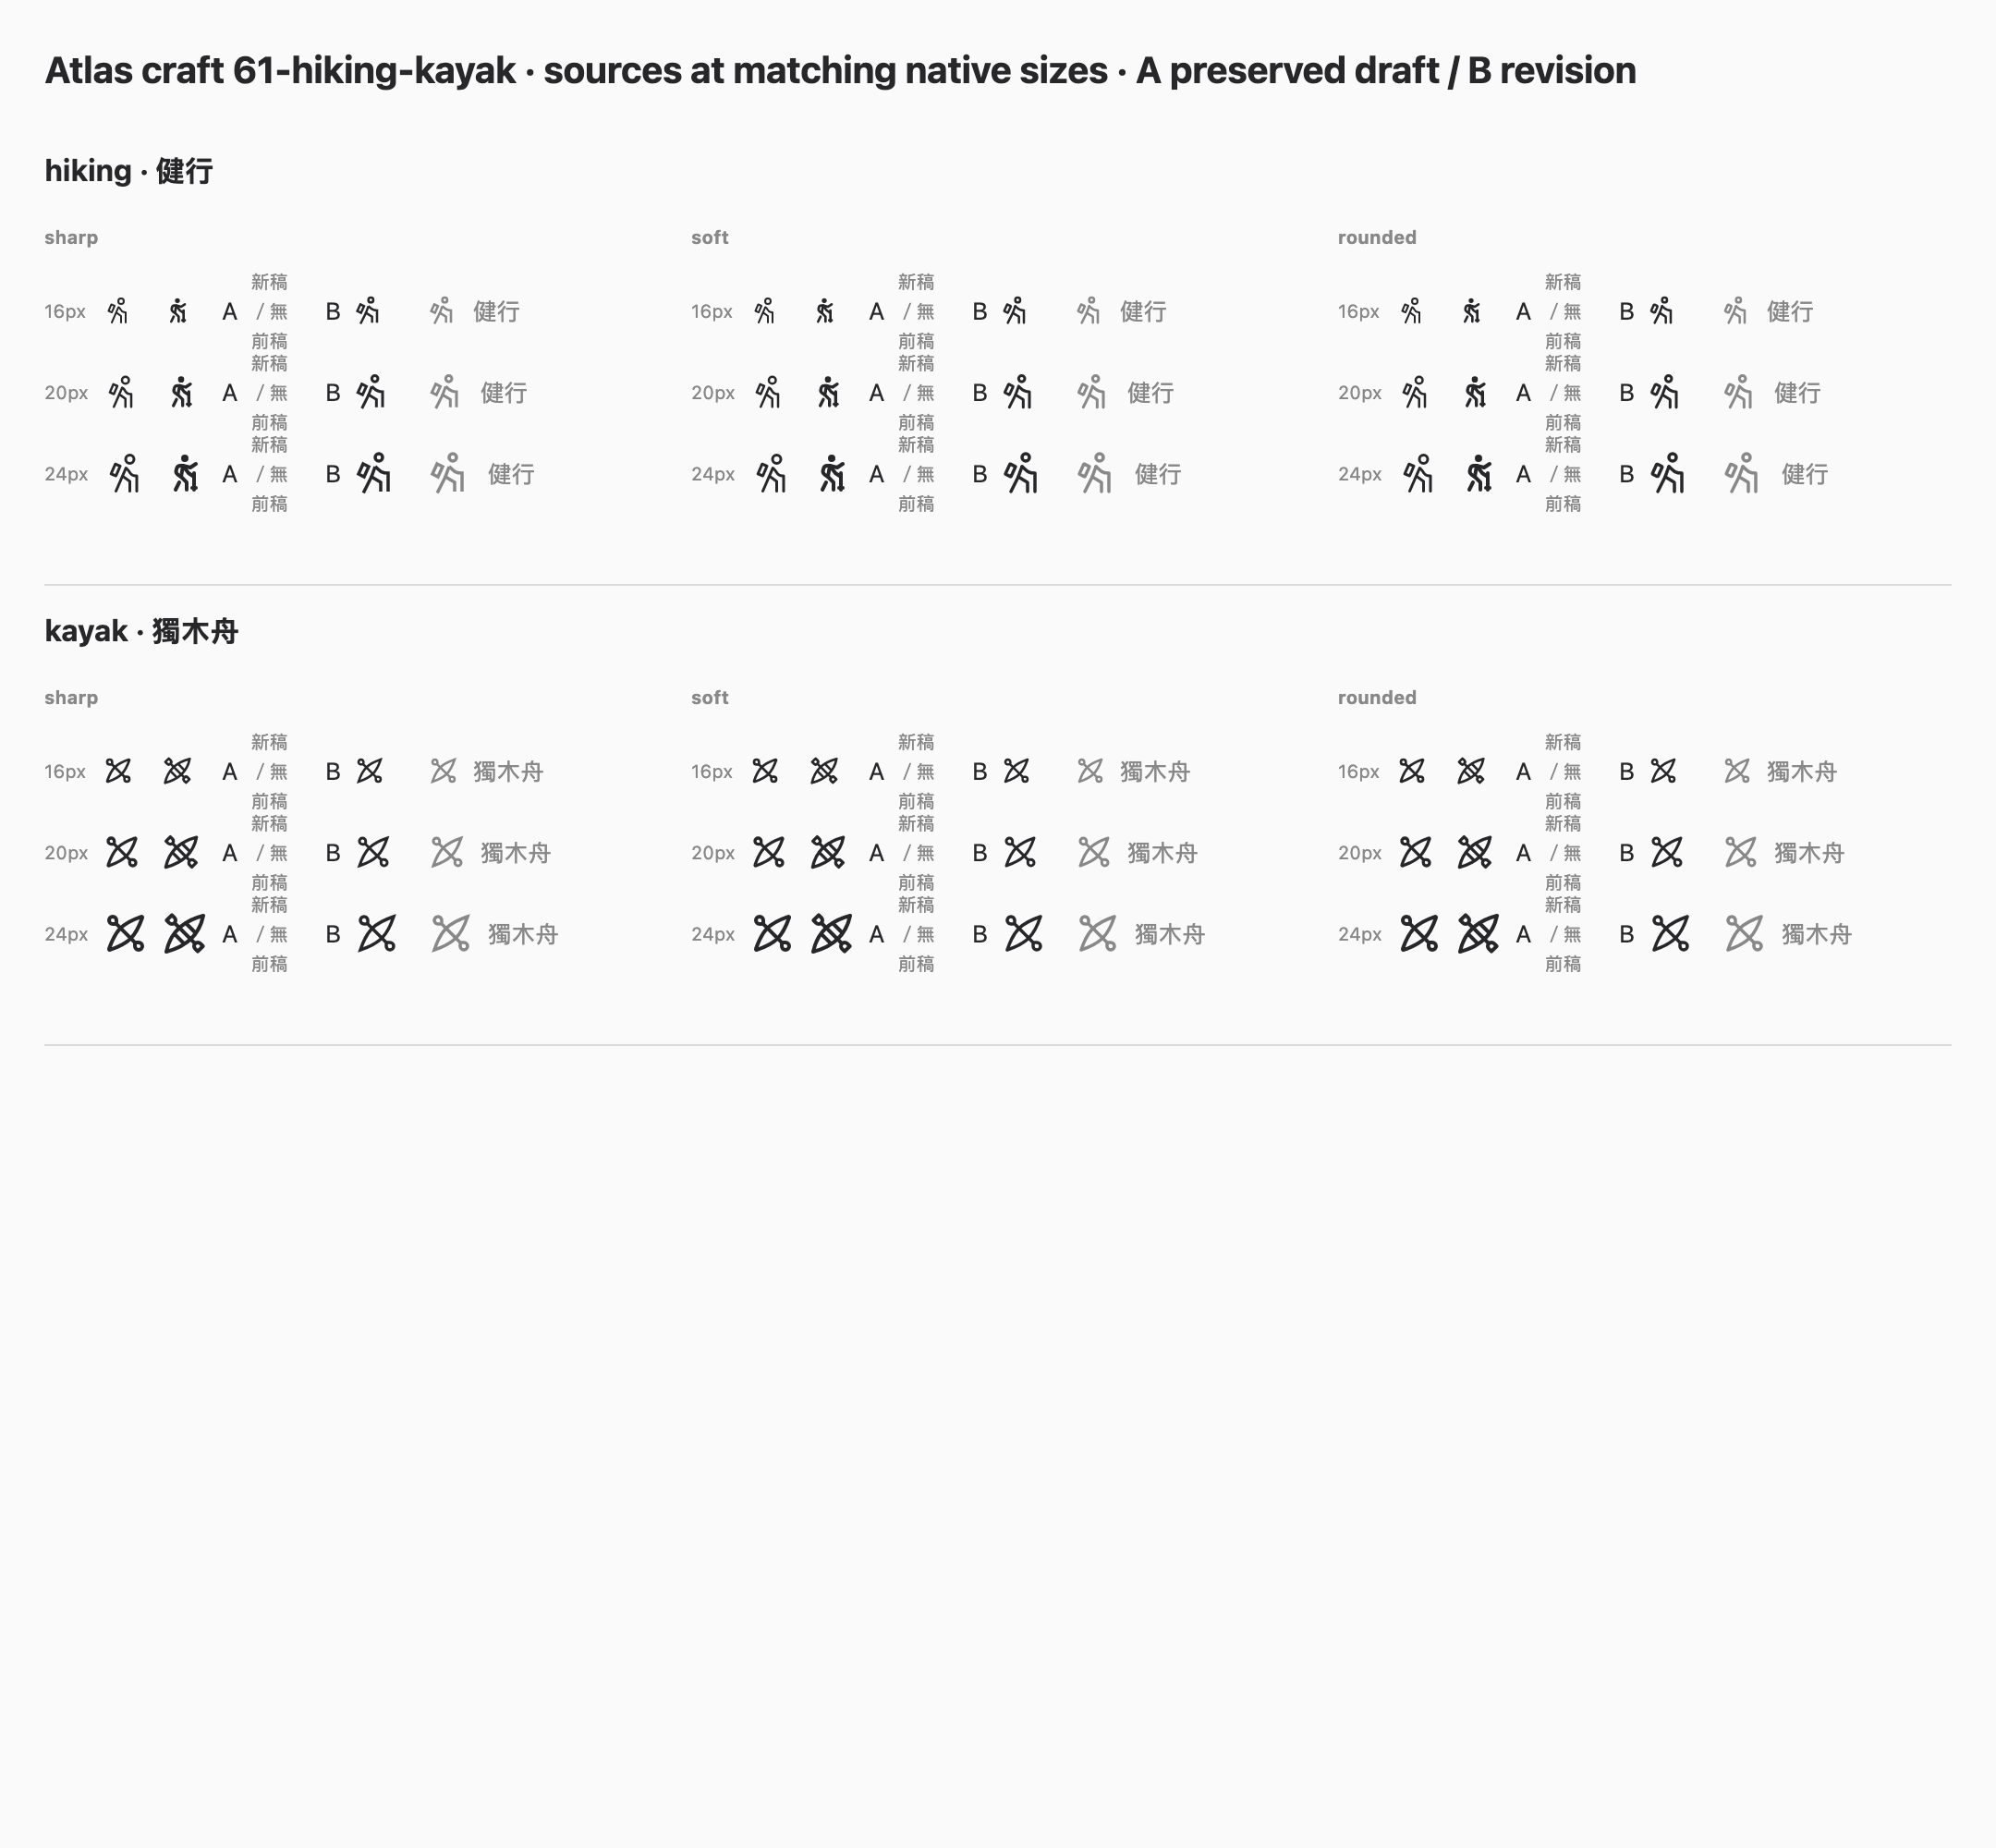 Atlas craft 61-hiking-kayak · sources at matching native sizes · A preserved draft / B revision
hiking · 健行
sharp
16px A 新稿 / 無 前稿 B 健行
20px A 新稿 / 無 前稿 B 健行
24px A 新稿 / 無 前稿 B 健行
soft
16px A 新稿 / 無 前稿 B 健行
20px A 新稿 / 無 前稿 B 健行
24px A 新稿 / 無 前稿 B 健行
rounded
16px A 新稿 / 無 前稿 B 健行
20px A 新稿 / 無 前稿 B 健行
24px A 新稿 / 無 前稿 B 健行
kayak · 獨木舟
sharp
16px A 新稿 / 無 前稿 B 獨木舟
20px A 新稿 / 無 前稿 B 獨木舟
24px A 新稿 / 無 前稿 B 獨木舟
soft
16px A 新稿 / 無 前稿 B 獨木舟
20px A 新稿 / 無 前稿 B 獨木舟
24px A 新稿 / 無 前稿 B 獨木舟
rounded
16px A 新稿 / 無 前稿 B 獨木舟
20px A 新稿 / 無 前稿 B 獨木舟
24px A 新稿 / 無 前稿 B 獨木舟